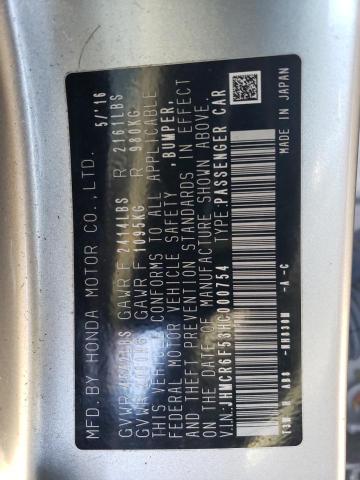 MFD. BY HONDA MOTOR CO., LTD. 5/'16
GVWR LBS GAWR F 2414LBS R 2161LBS
GVWR GAWR F 1095KG R 980KG
THIS VEHICLE CONFORMS TO ALL APPLICABLE
FEDERAL MOTOR VEHICLE SAFETY, BUMPER,
AND THEFT PREVENTION STANDARDS IN EFFECT
ON THE DATE OF MANUFACTURE SHOWN ABOVE.
V.I.N: JHMCR6F53HC000754 TYPE: PASSENGER CAR
-A -C MADE IN JAPAN